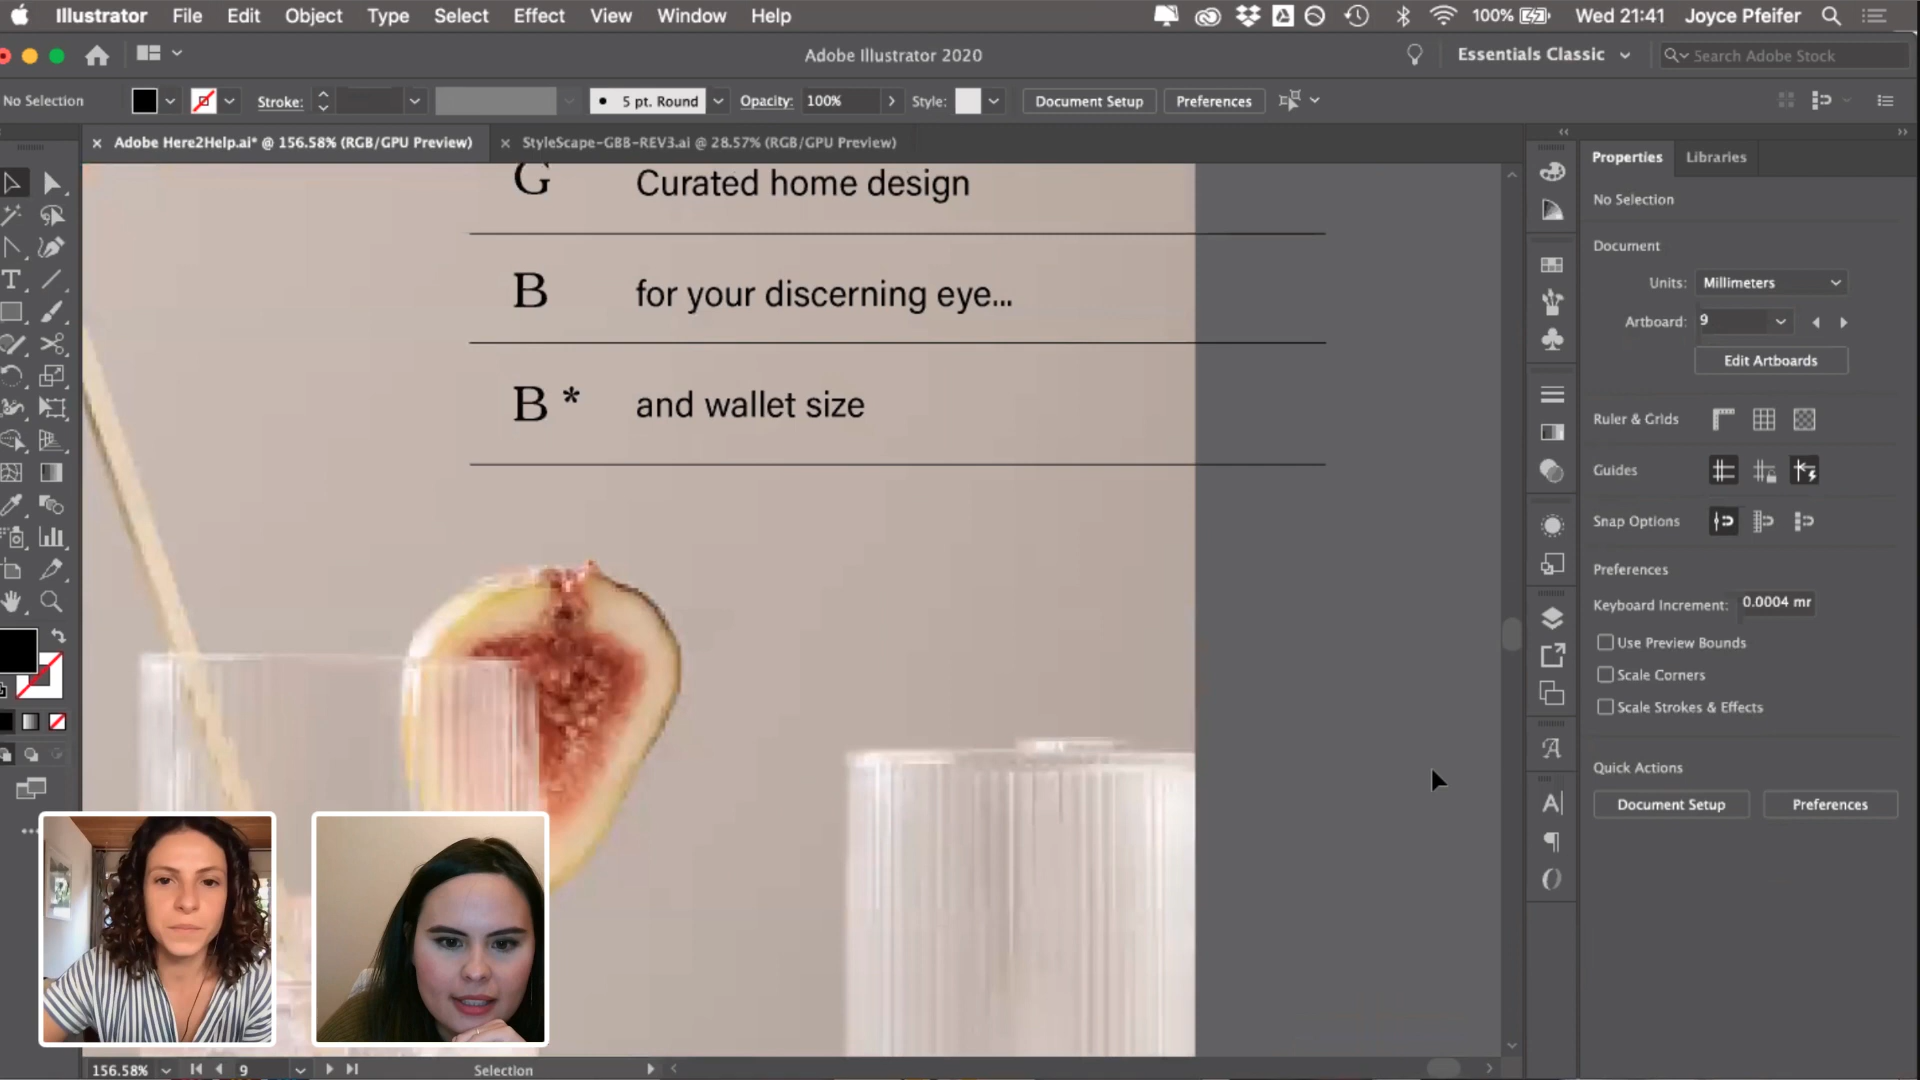 Illustrator File Edit Object Type Select Effect View Window Help 100% Wed 21:41 Joyce Pfeifer
Adobe Illustrator 2020 Essentials Classic Search Adobe Stock
No Selection Stroke: 5 pt. Round Opacity: 100% Style: Document Setup Preferences
Adobe Here2Help.ai* @ 156.58% (RGB/GPU Preview) StyleScape-GBB-REV3.ai @ 28.57% (RGB/GPU Preview)
G Curated home design
B for your discerning eye...
B * and wallet size
Properties Libraries
No Selection
Document
Units: Millimeters
Artboard: 9
Edit Artboards
Ruler & Grids
Guides
Snap Options
Preferences
Keyboard Increment: 0.0004 mr
Use Preview Bounds
Scale Corners
Scale Strokes & Effects
Quick Actions
Document Setup Preferences
156.58% 9 Selection